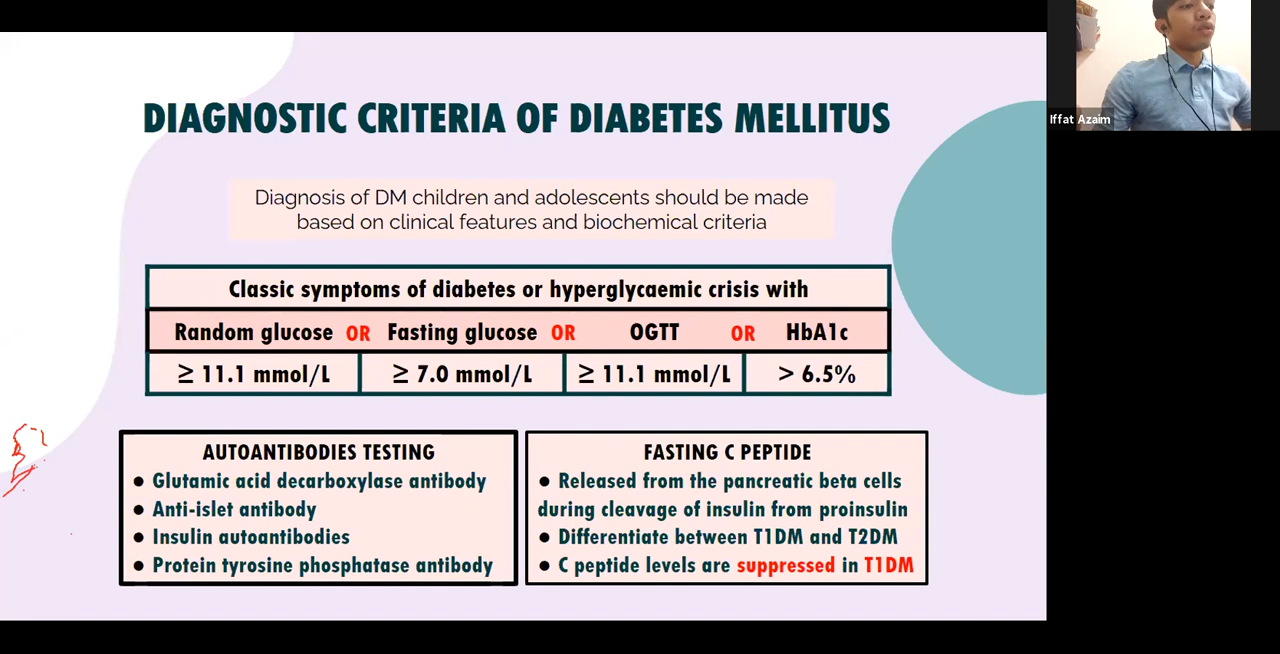 DIAGNOSTIC CRITERIA OF DIABETES MELLITUS
Iffat Azaim
Diagnosis of DM children and adolescents should be made
based on clinical features and biochemical criteria
Classic symptoms of diabetes or hyperglycaemic crisis with
Random glucose OR Fasting glucose OR OGTT OR HbA1c
≥ 11.1 mmol/L ≥ 7.0 mmol/L ≥ 11.1 mmol/L > 6.5%
AUTOANTIBODIES TESTING
● Glutamic acid decarboxylase antibody
● Anti-islet antibody
● Insulin autoantibodies
● Protein tyrosine phosphatase antibody
FASTING C PEPTIDE
● Released from the pancreatic beta cells
during cleavage of insulin from proinsulin
● Differentiate between T1DM and T2DM
● C peptide levels are suppressed in T1DM